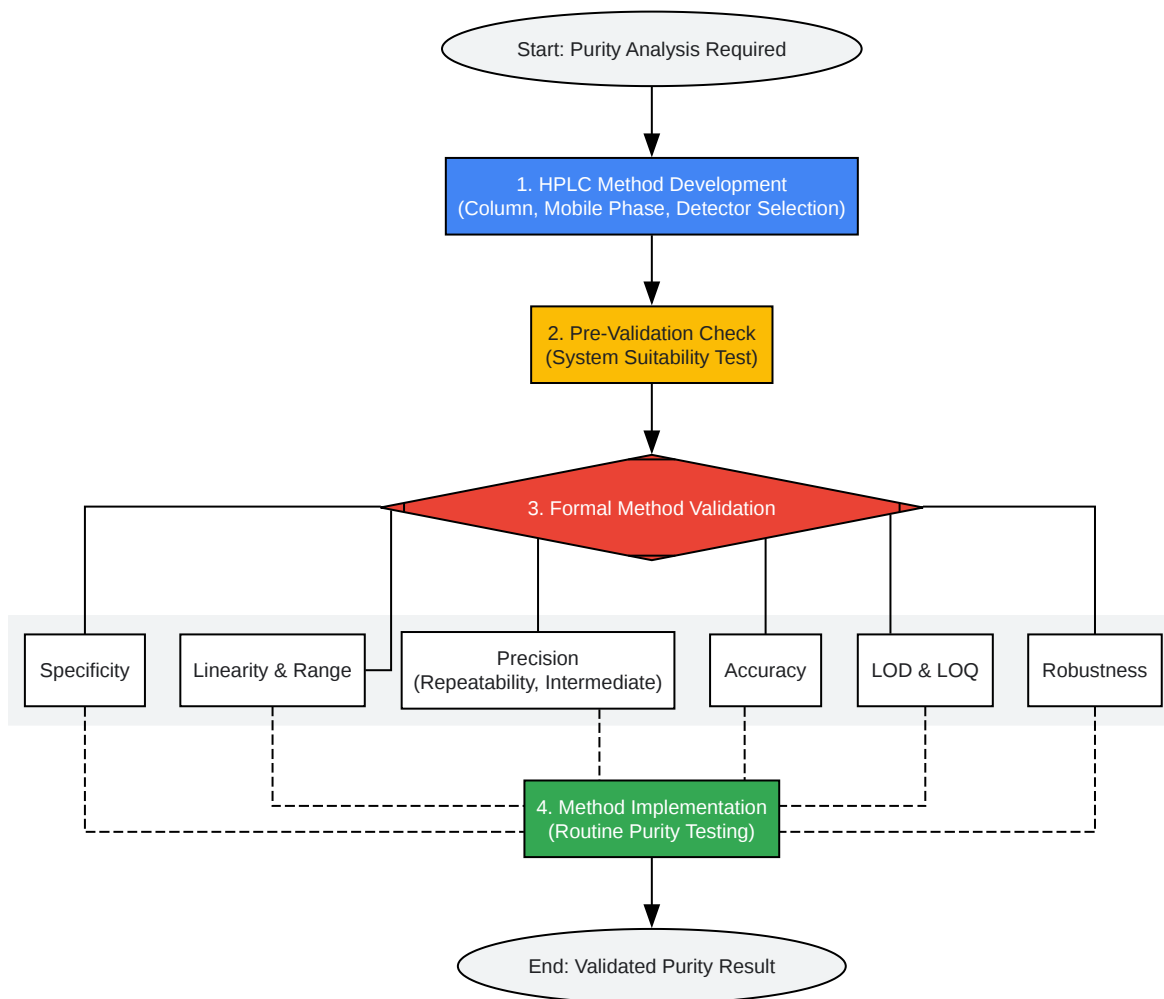 Start: Purity Analysis Required
1. HPLC Method Development
(Column, Mobile Phase, Detector Selection)
2. Pre-Validation Check
(System Suitability Test)
3. Formal Method Validation
Specificity
Linearity & Range
Precision
(Repeatability, Intermediate)
Accuracy
LOD & LOQ
Robustness
4. Method Implementation
(Routine Purity Testing)
End: Validated Purity Result